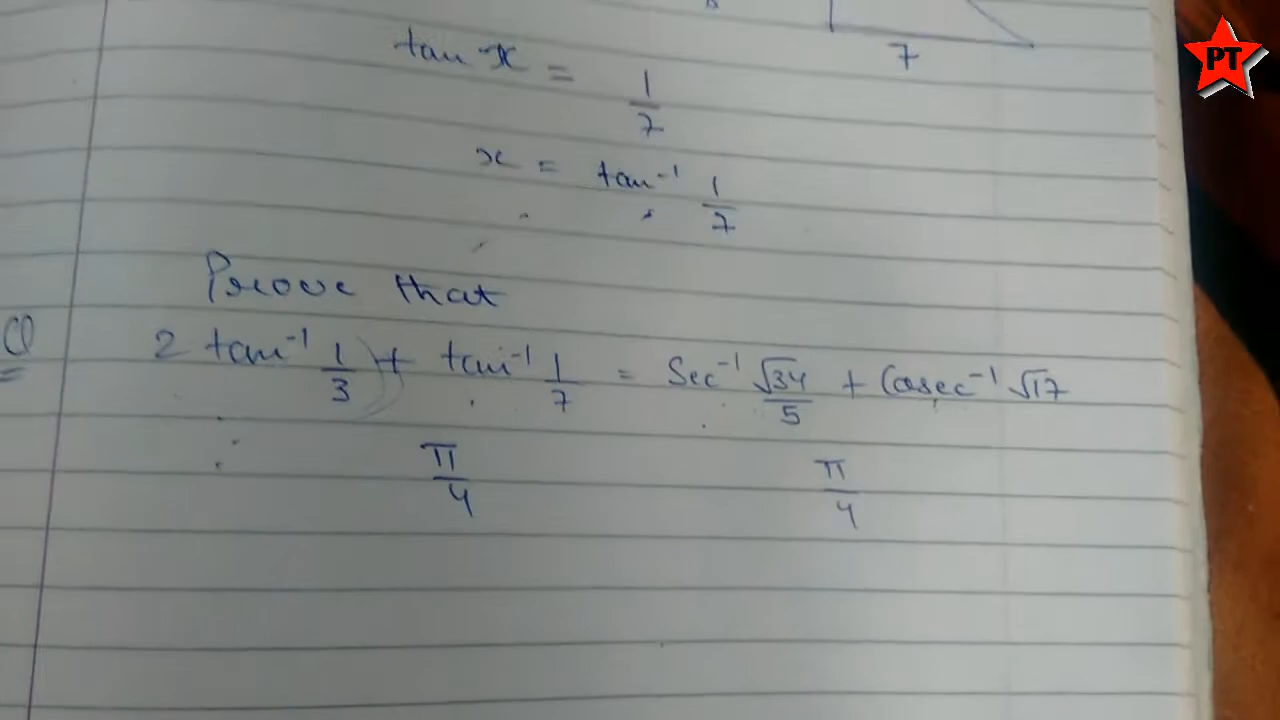 PT
7
tan x = 1/7
x = tan⁻¹ 1/7
Prove that
Q 2 tan⁻¹ 1/3 + tan⁻¹ 1/7 = Sec⁻¹ √34/5 + Cosec⁻¹ √17
π/4 π/4